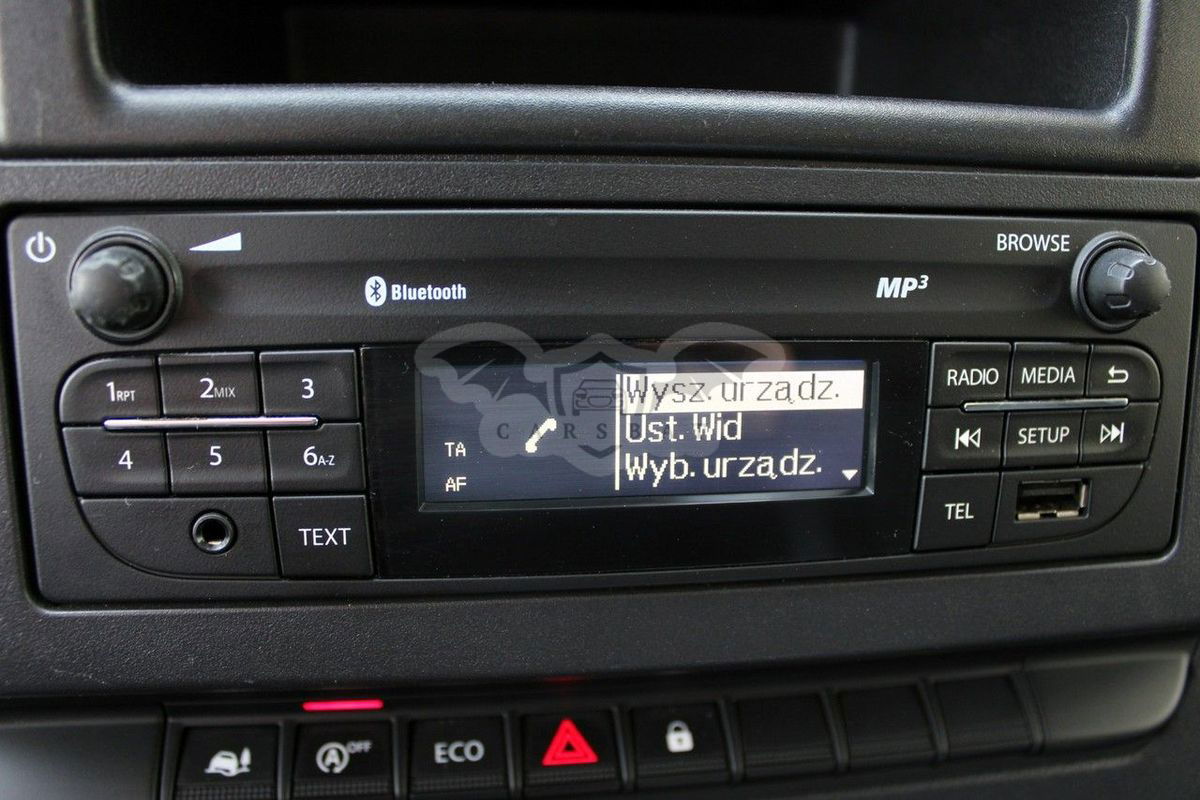 BROWSE
Bluetooth
MP3
1RPT
2MIX
3
4
5
6A-Z
TEXT
TA
AF
Wysz. urządz.
Ust. Wid
Wyb. urządz.
RADIO
MEDIA
SETUP
TEL
A OFF
ECO